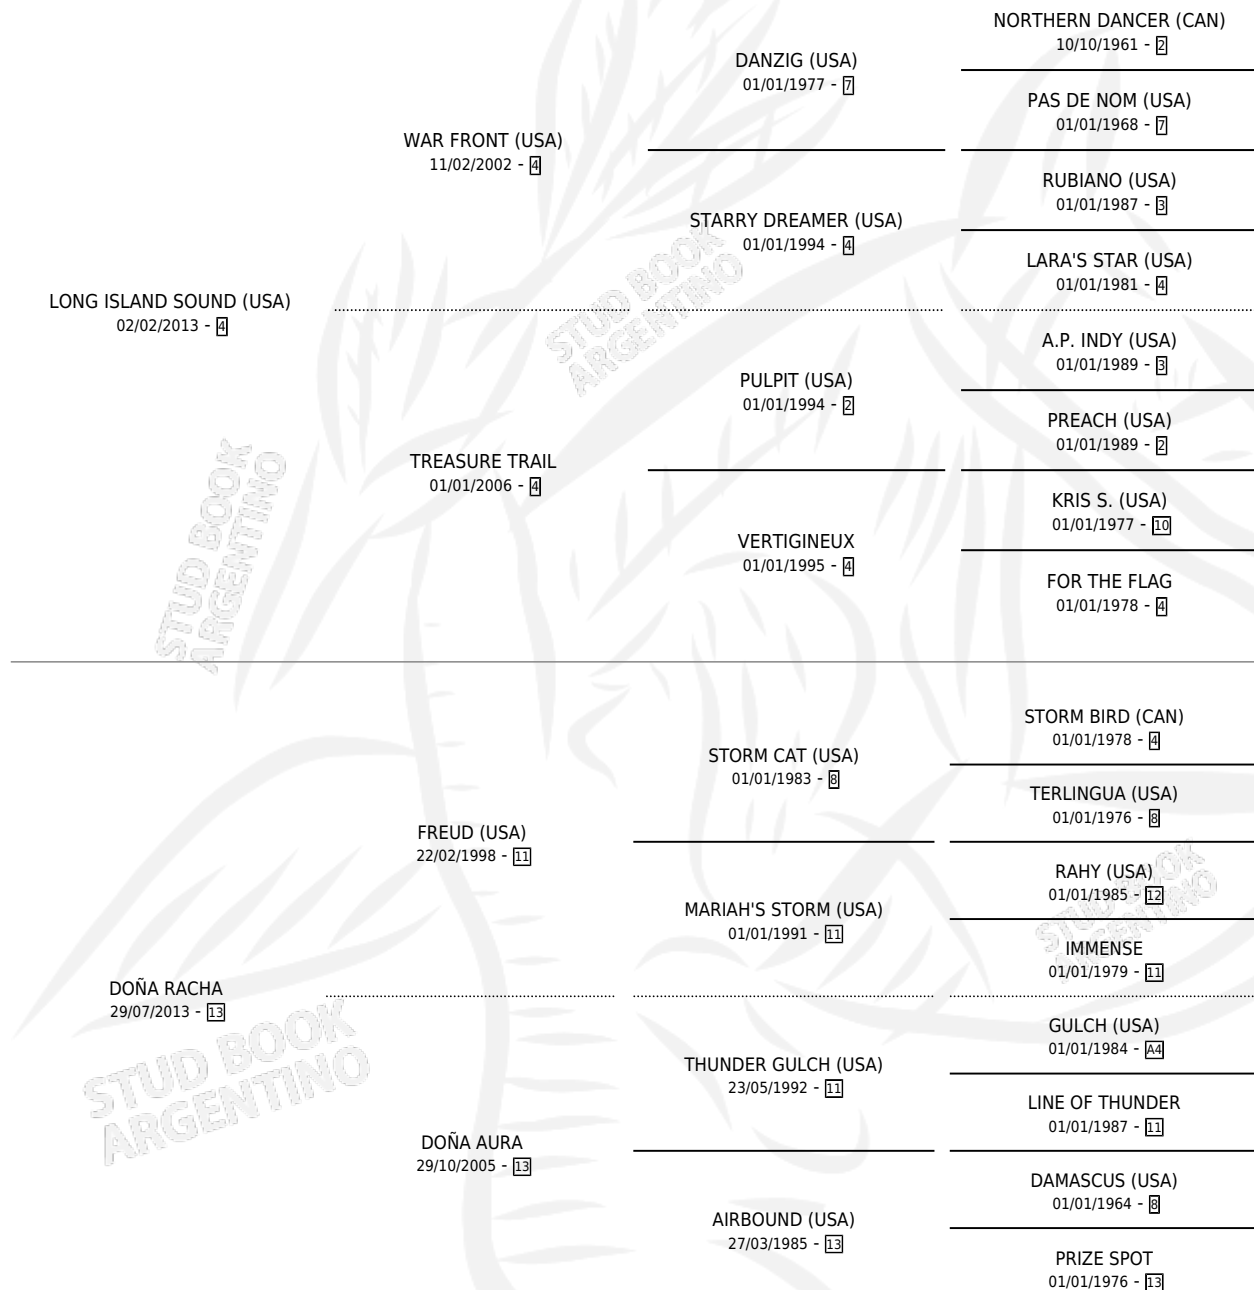 NORTHERN DANCER (CAN)
10/10/1961 - 2
DANZIG (USA)
01/01/1977 - 7
PAS DE NOM (USA)
01/01/1968 - 7
WAR FRONT (USA)
11/02/2002 - 4
RUBIANO (USA)
01/01/1987 - 3
STARRY DREAMER (USA)
01/01/1994 - 4
LARA'S STAR (USA)
01/01/1981 - 4
LONG ISLAND SOUND (USA)
02/02/2013 - 4
A.P. INDY (USA)
01/01/1989 - 3
PULPIT (USA)
01/01/1994 - 2
PREACH (USA)
01/01/1989 - 2
TREASURE TRAIL
01/01/2006 - 4
KRIS S. (USA)
01/01/1977 - 10
VERTIGINEUX
01/01/1995 - 4
FOR THE FLAG
01/01/1978 - 4
STORM BIRD (CAN)
01/01/1978 - 4
STORM CAT (USA)
01/01/1983 - 8
TERLINGUA (USA)
01/01/1976 - 8
FREUD (USA)
22/02/1998 - 11
RAHY (USA)
01/01/1985 - 12
MARIAH'S STORM (USA)
01/01/1991 - 11
IMMENSE
01/01/1979 - 11
DOÑA RACHA
29/07/2013 - 13
GULCH (USA)
01/01/1984 - A4
THUNDER GULCH (USA)
23/05/1992 - 11
LINE OF THUNDER
01/01/1987 - 11
DOÑA AURA
29/10/2005 - 13
DAMASCUS (USA)
01/01/1964 - 8
AIRBOUND (USA)
27/03/1985 - 13
PRIZE SPOT
01/01/1976 - 13
STUD BOOK
ARGENTINO
STUD BOOK
ARGENTINO
STUD BOOK
ARGENTINO
STUD BOOK
ARGENTINO